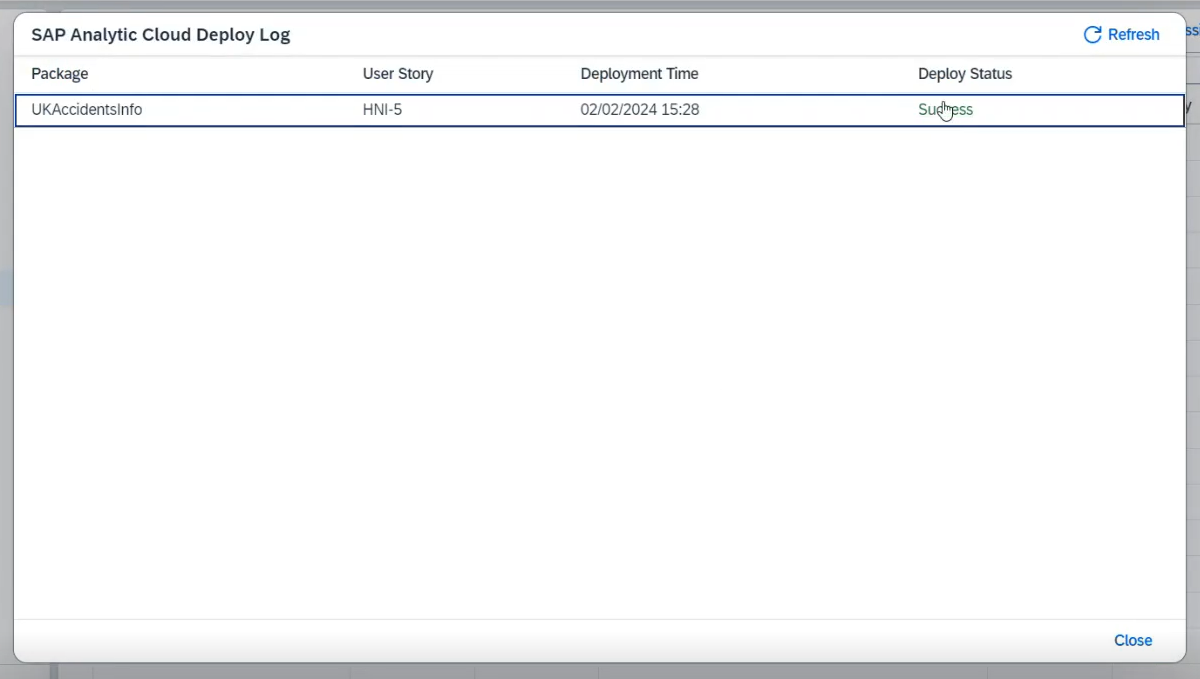 SAP Analytic Cloud Deploy Log
Refresh
Package User Story Deployment Time Deploy Status
UKAccidentsInfo HNI-5 02/02/2024 15:28 Success
Close